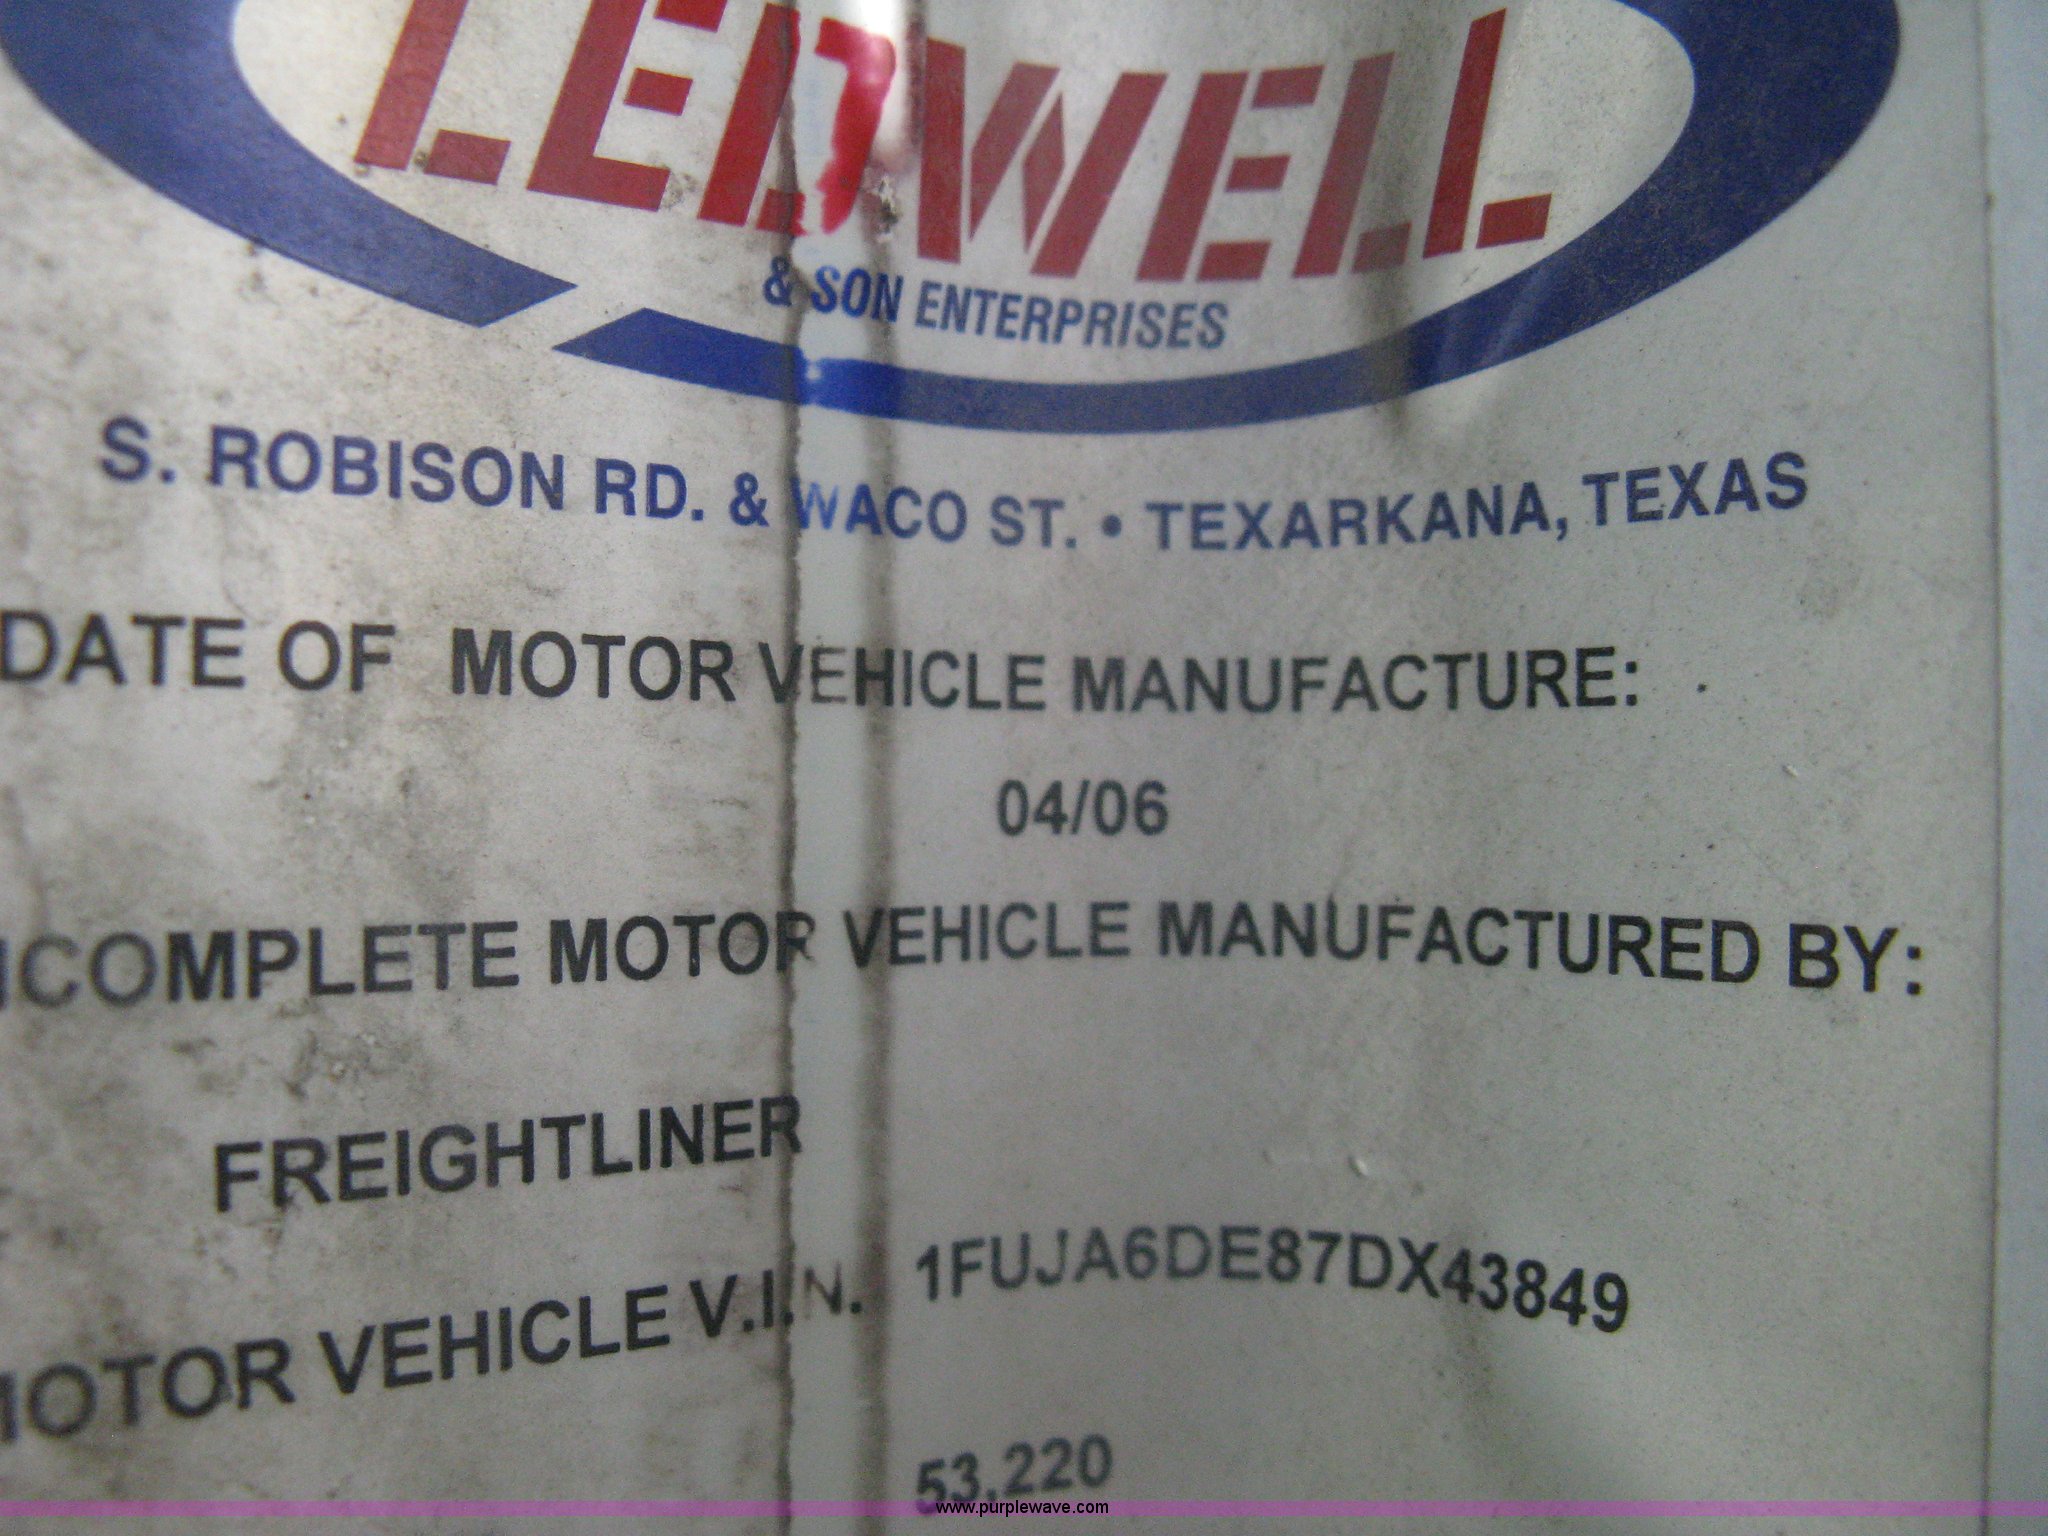 LEDWELL
& SON ENTERPRISES
S. ROBISON RD. & WACO ST. • TEXARKANA, TEXAS
DATE OF MOTOR VEHICLE MANUFACTURE:
04/06
NCOMPLETE MOTOR VEHICLE MANUFACTURED BY:
FREIGHTLINER
MOTOR VEHICLE V.I.N. 1FUJA6DE87DX43849
53,220
www.purplewave.com